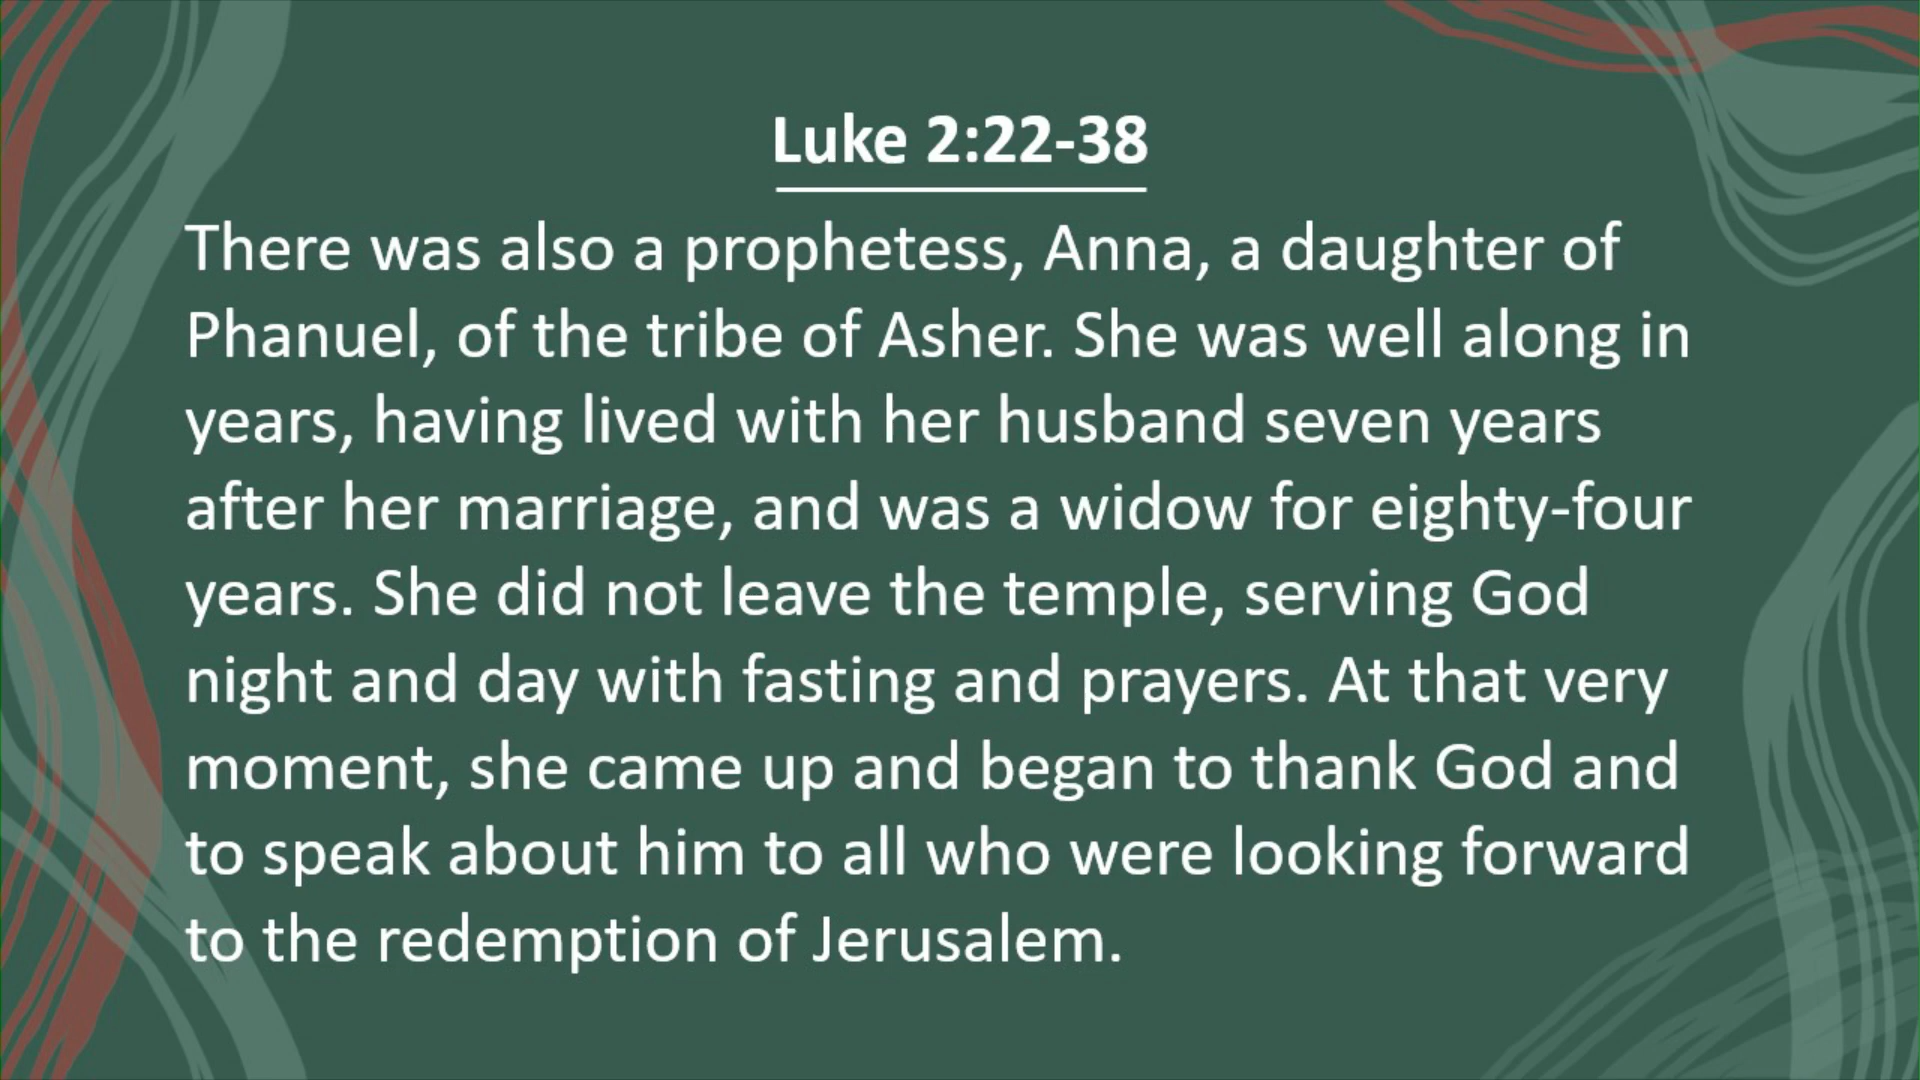 Luke 2:22-38
There was also a prophetess, Anna, a daughter of
Phanuel, of the tribe of Asher. She was well along in
years, having lived with her husband seven years
after her marriage, and was a widow for eighty-four
years. She did not leave the temple, serving God
night and day with fasting and prayers. At that very
moment, she came up and began to thank God and
to speak about him to all who were looking forward
to the redemption of Jerusalem.